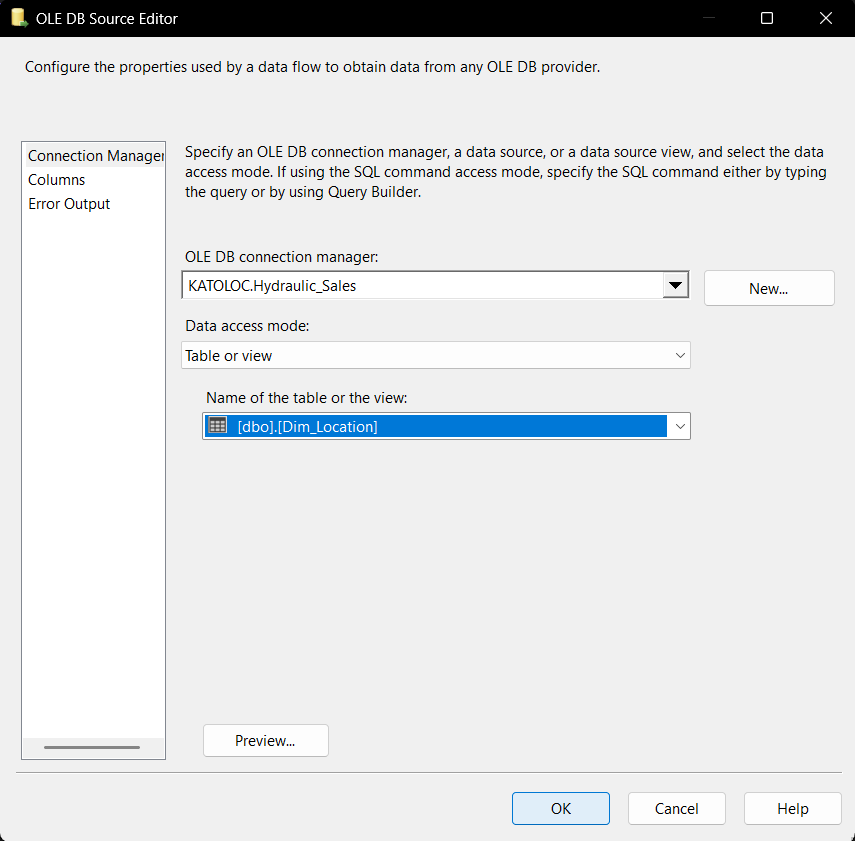 OLE DB Source Editor
Configure the properties used by a data flow to obtain data from any OLE DB provider.
Connection Manager
Columns
Error Output
Specify an OLE DB connection manager, a data source, or a data source view, and select the data
access mode. If using the SQL command access mode, specify the SQL command either by typing
the query or by using Query Builder.
OLE DB connection manager:
KATOLOC.Hydraulic_Sales
New...
Data access mode:
Table or view
Name of the table or the view:
[dbo].[Dim_Location]
Preview...
OK
Cancel
Help